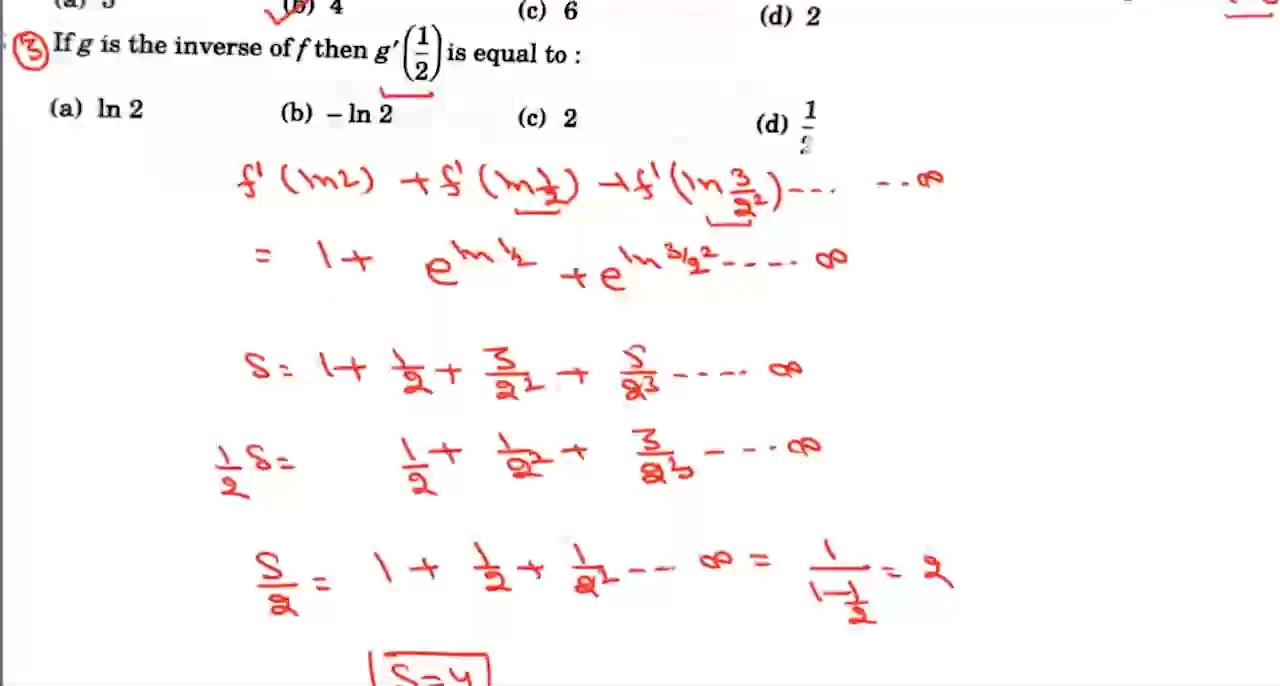 (b) 4 (c) 6 (d) 2
③ If g is the inverse of f then g′(1/2) is equal to :
(a) ln 2 (b) – ln 2 (c) 2 (d) 1/2
f'(ln2) + f'(ln 1/2) + f'(ln 3/2²) --- --- ∞
= 1 + e^(ln 1/2) + e^(ln 3/2²) ----- ∞
S = 1 + 1/2 + 3/2² + 5/2³ ---- ∞
1/2 S = 1/2 + 1/2² + 3/2³ ---- ∞
S/2 = 1 + 1/2 + 1/2² --- ∞ = 1/(1-1/2) = 2
S=4